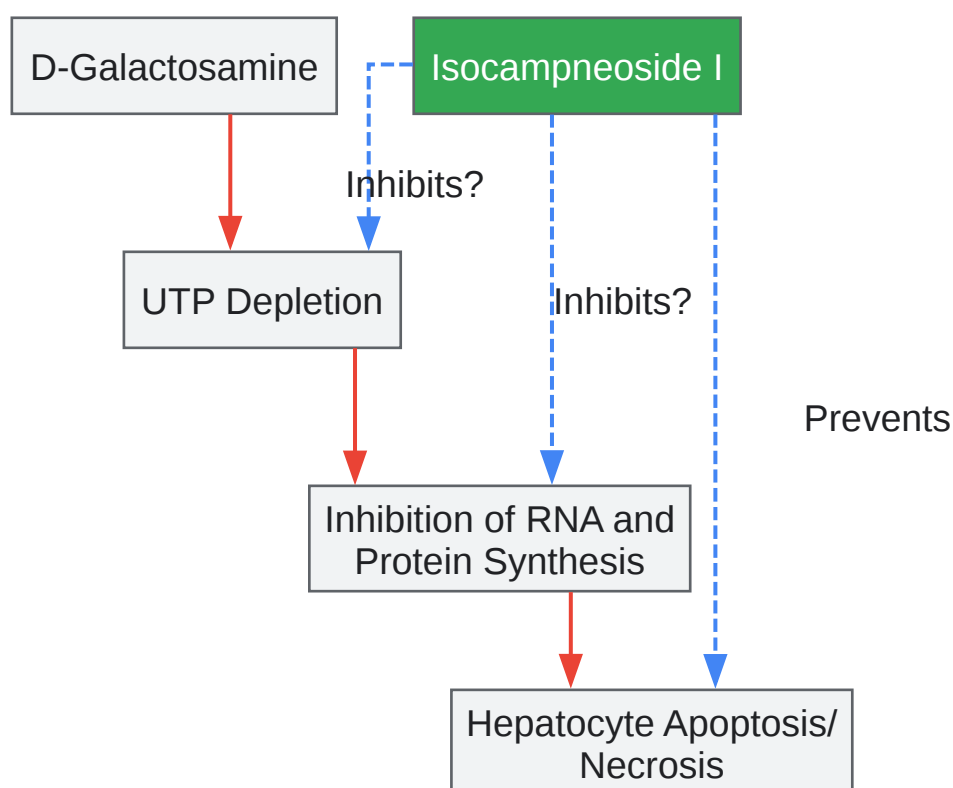 D-Galactosamine
Isocampneoside I
Inhibits?
UTP Depletion
Inhibits?
Prevents
Inhibition of RNA and
Protein Synthesis
Hepatocyte Apoptosis/
Necrosis